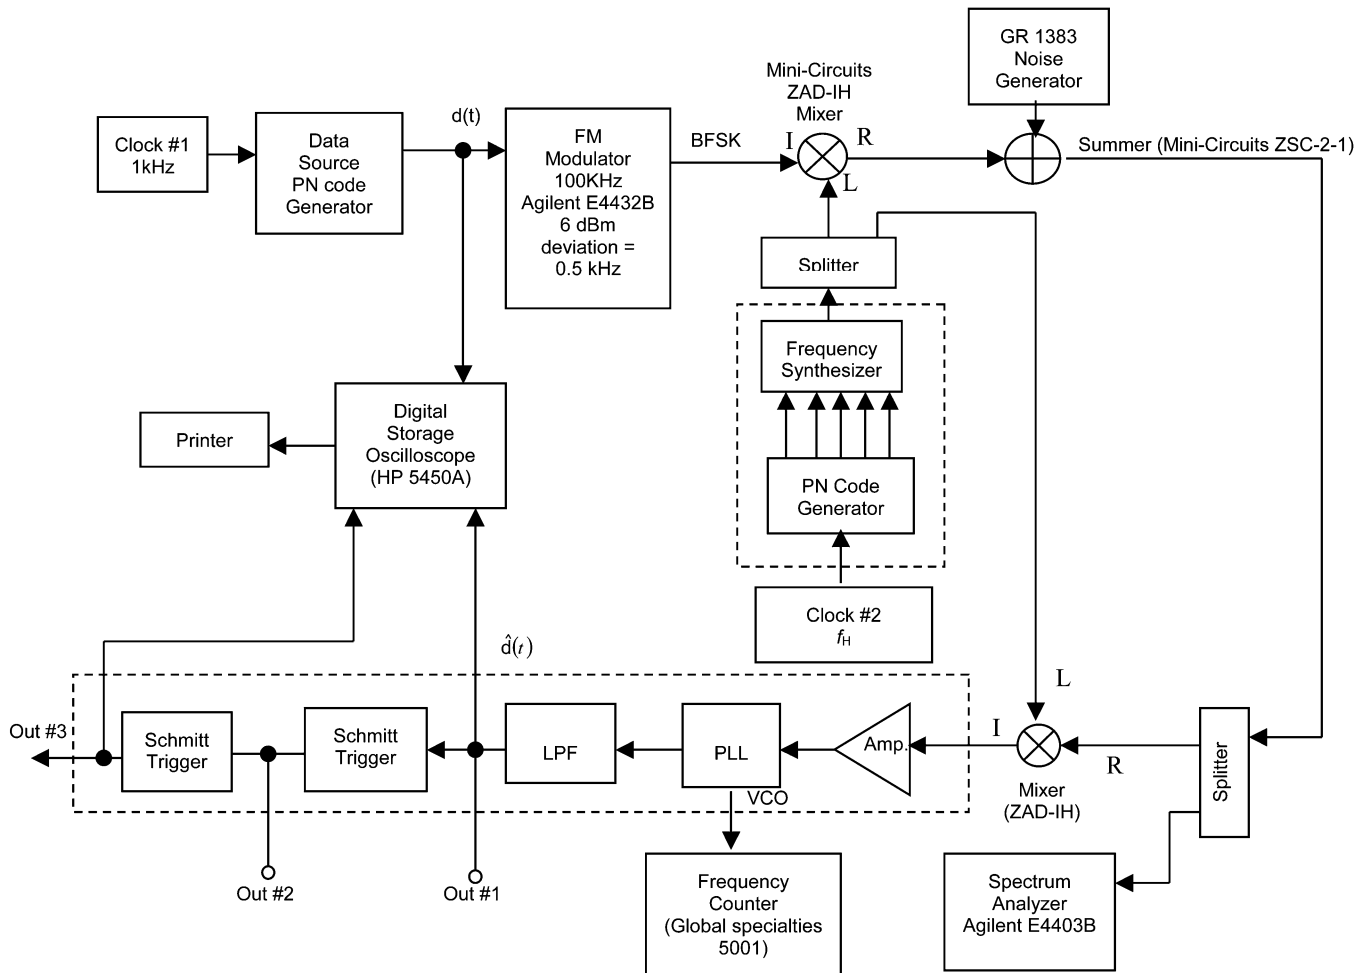 GR 1383
Noise
Generator
Mini-Circuits
ZAD-IH
Mixer
Clock #1
1kHz
Data
Source
PN code
Generator
d(t)
FM
Modulator
100KHz
Agilent E4432B
6 dBm
deviation =
0.5 kHz
BFSK
I
R
L
Summer (Mini-Circuits ZSC-2-1)
Splitter
Frequency
Synthesizer
PN Code
Generator
Clock #2
fH
Printer
Digital
Storage
Oscilloscope
(HP 5450A)
d̂(t)
Out #3
Schmitt
Trigger
Schmitt
Trigger
LPF
PLL
VCO
Amp.
I
L
R
Mixer
(ZAD-IH)
Splitter
Out #2
Out #1
Frequency
Counter
(Global specialties
5001)
Spectrum
Analyzer
Agilent E4403B